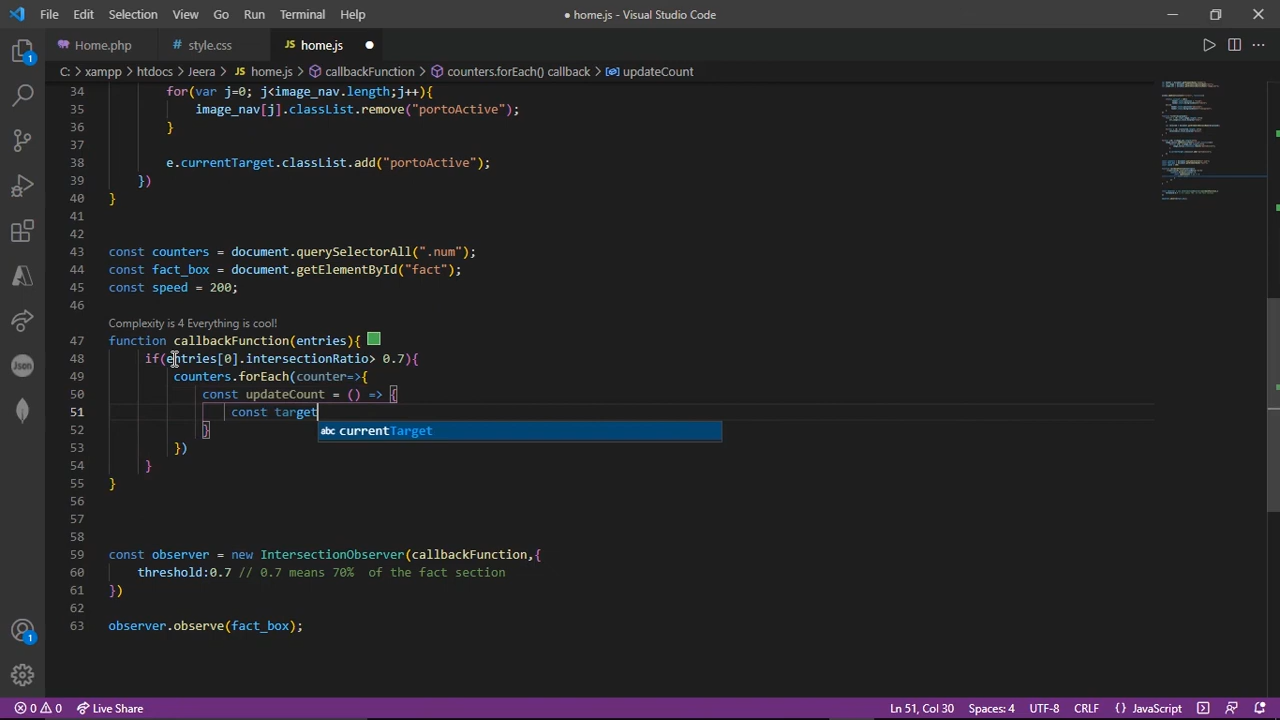 File Edit Selection View Go Run Terminal Help ● home.js - Visual Studio Code
Home.php style.css JS home.js ●
C: > xampp > htdocs > Jeera > JS home.js > callbackFunction > counters.forEach() callback > updateCount
34 for(var j=0; j<image_nav.length;j++){
35 image_nav[j].classList.remove("portoActive");
36 }
37
38 e.currentTarget.classList.add("portoActive");
39 })
40 }
41
42
43 const counters = document.querySelectorAll(".num");
44 const fact_box = document.getElementById("fact");
45 const speed = 200;
46
Complexity is 4 Everything is cool!
47 function callbackFunction(entries){
48 if(entries[0].intersectionRatio> 0.7){
49 counters.forEach(counter=>{
50 const updateCount = () => {
51 const target
abc currentTarget
52 }
53 })
54 }
55 }
56
57
58
59 const observer = new IntersectionObserver(callbackFunction,{
60 threshold:0.7 // 0.7 means 70% of the fact section
61 })
62
63 observer.observe(fact_box);
1
Json
1
0 0 Live Share Ln 51, Col 30 Spaces: 4 UTF-8 CRLF {} JavaScript